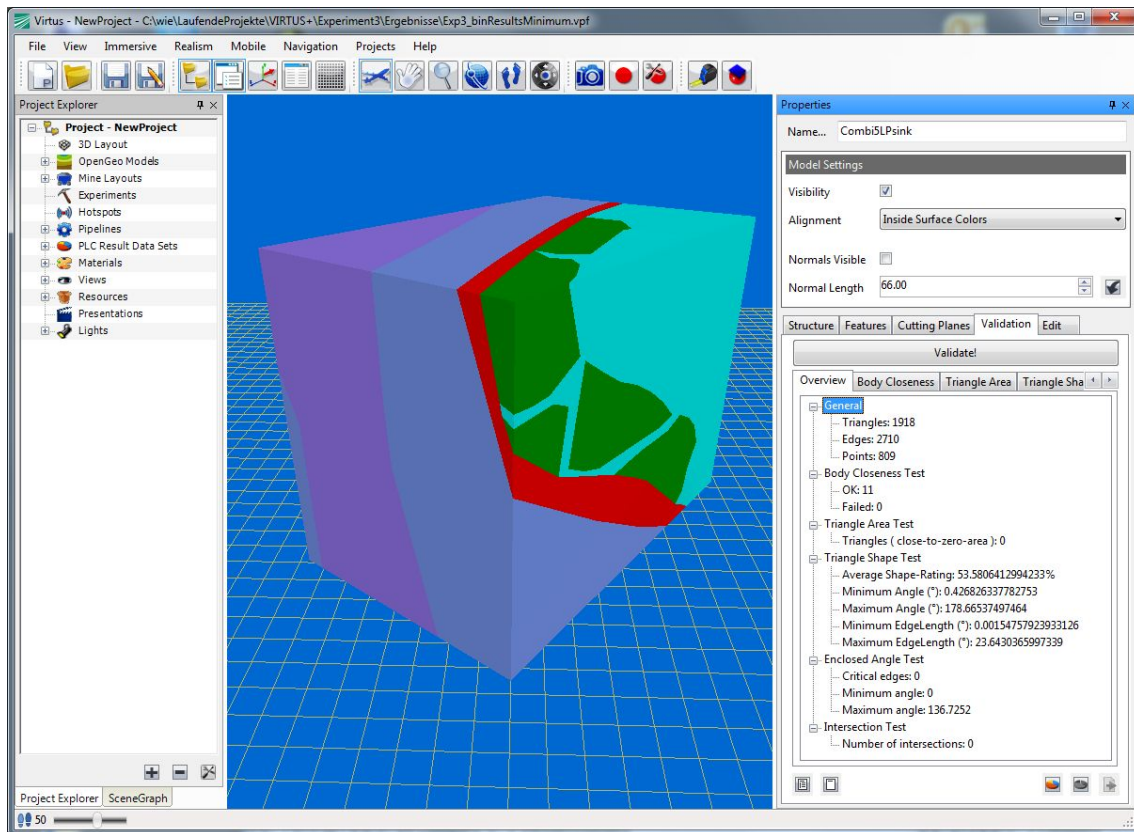 Virtus - NewProject - C:\wie\LaufendeProjekte\VIRTUS+\Experiment3\Ergebnisse\Exp3_binResultsMinimum.vpf
File View Immersive Realism Mobile Navigation Projects Help
Project Explorer
Project - NewProject
3D Layout
OpenGeo Models
Mine Layouts
Experiments
Hotspots
Pipelines
PLC Result Data Sets
Materials
Views
Resources
Presentations
Lights
Project Explorer SceneGraph
50
Properties
Name... Combi5LPsink
Model Settings
Visibility
Alignment Inside Surface Colors
Normals Visible
Normal Length 66.00
Structure Features Cutting Planes Validation Edit
Validate!
Overview Body Closeness Triangle Area Triangle Sha
General
Triangles: 1918
Edges: 2710
Points: 809
Body Closeness Test
OK: 11
Failed: 0
Triangle Area Test
Triangles ( close-to-zero-area ): 0
Triangle Shape Test
Average Shape-Rating: 53.5806412994233%
Minimum Angle (°): 0.426826337782753
Maximum Angle (°): 178.66537497464
Minimum EdgeLength (°): 0.00154757923933126
Maximum EdgeLength (°): 23.6430365997339
Enclosed Angle Test
Critical edges: 0
Minimum angle: 0
Maximum angle: 136.7252
Intersection Test
Number of intersections: 0